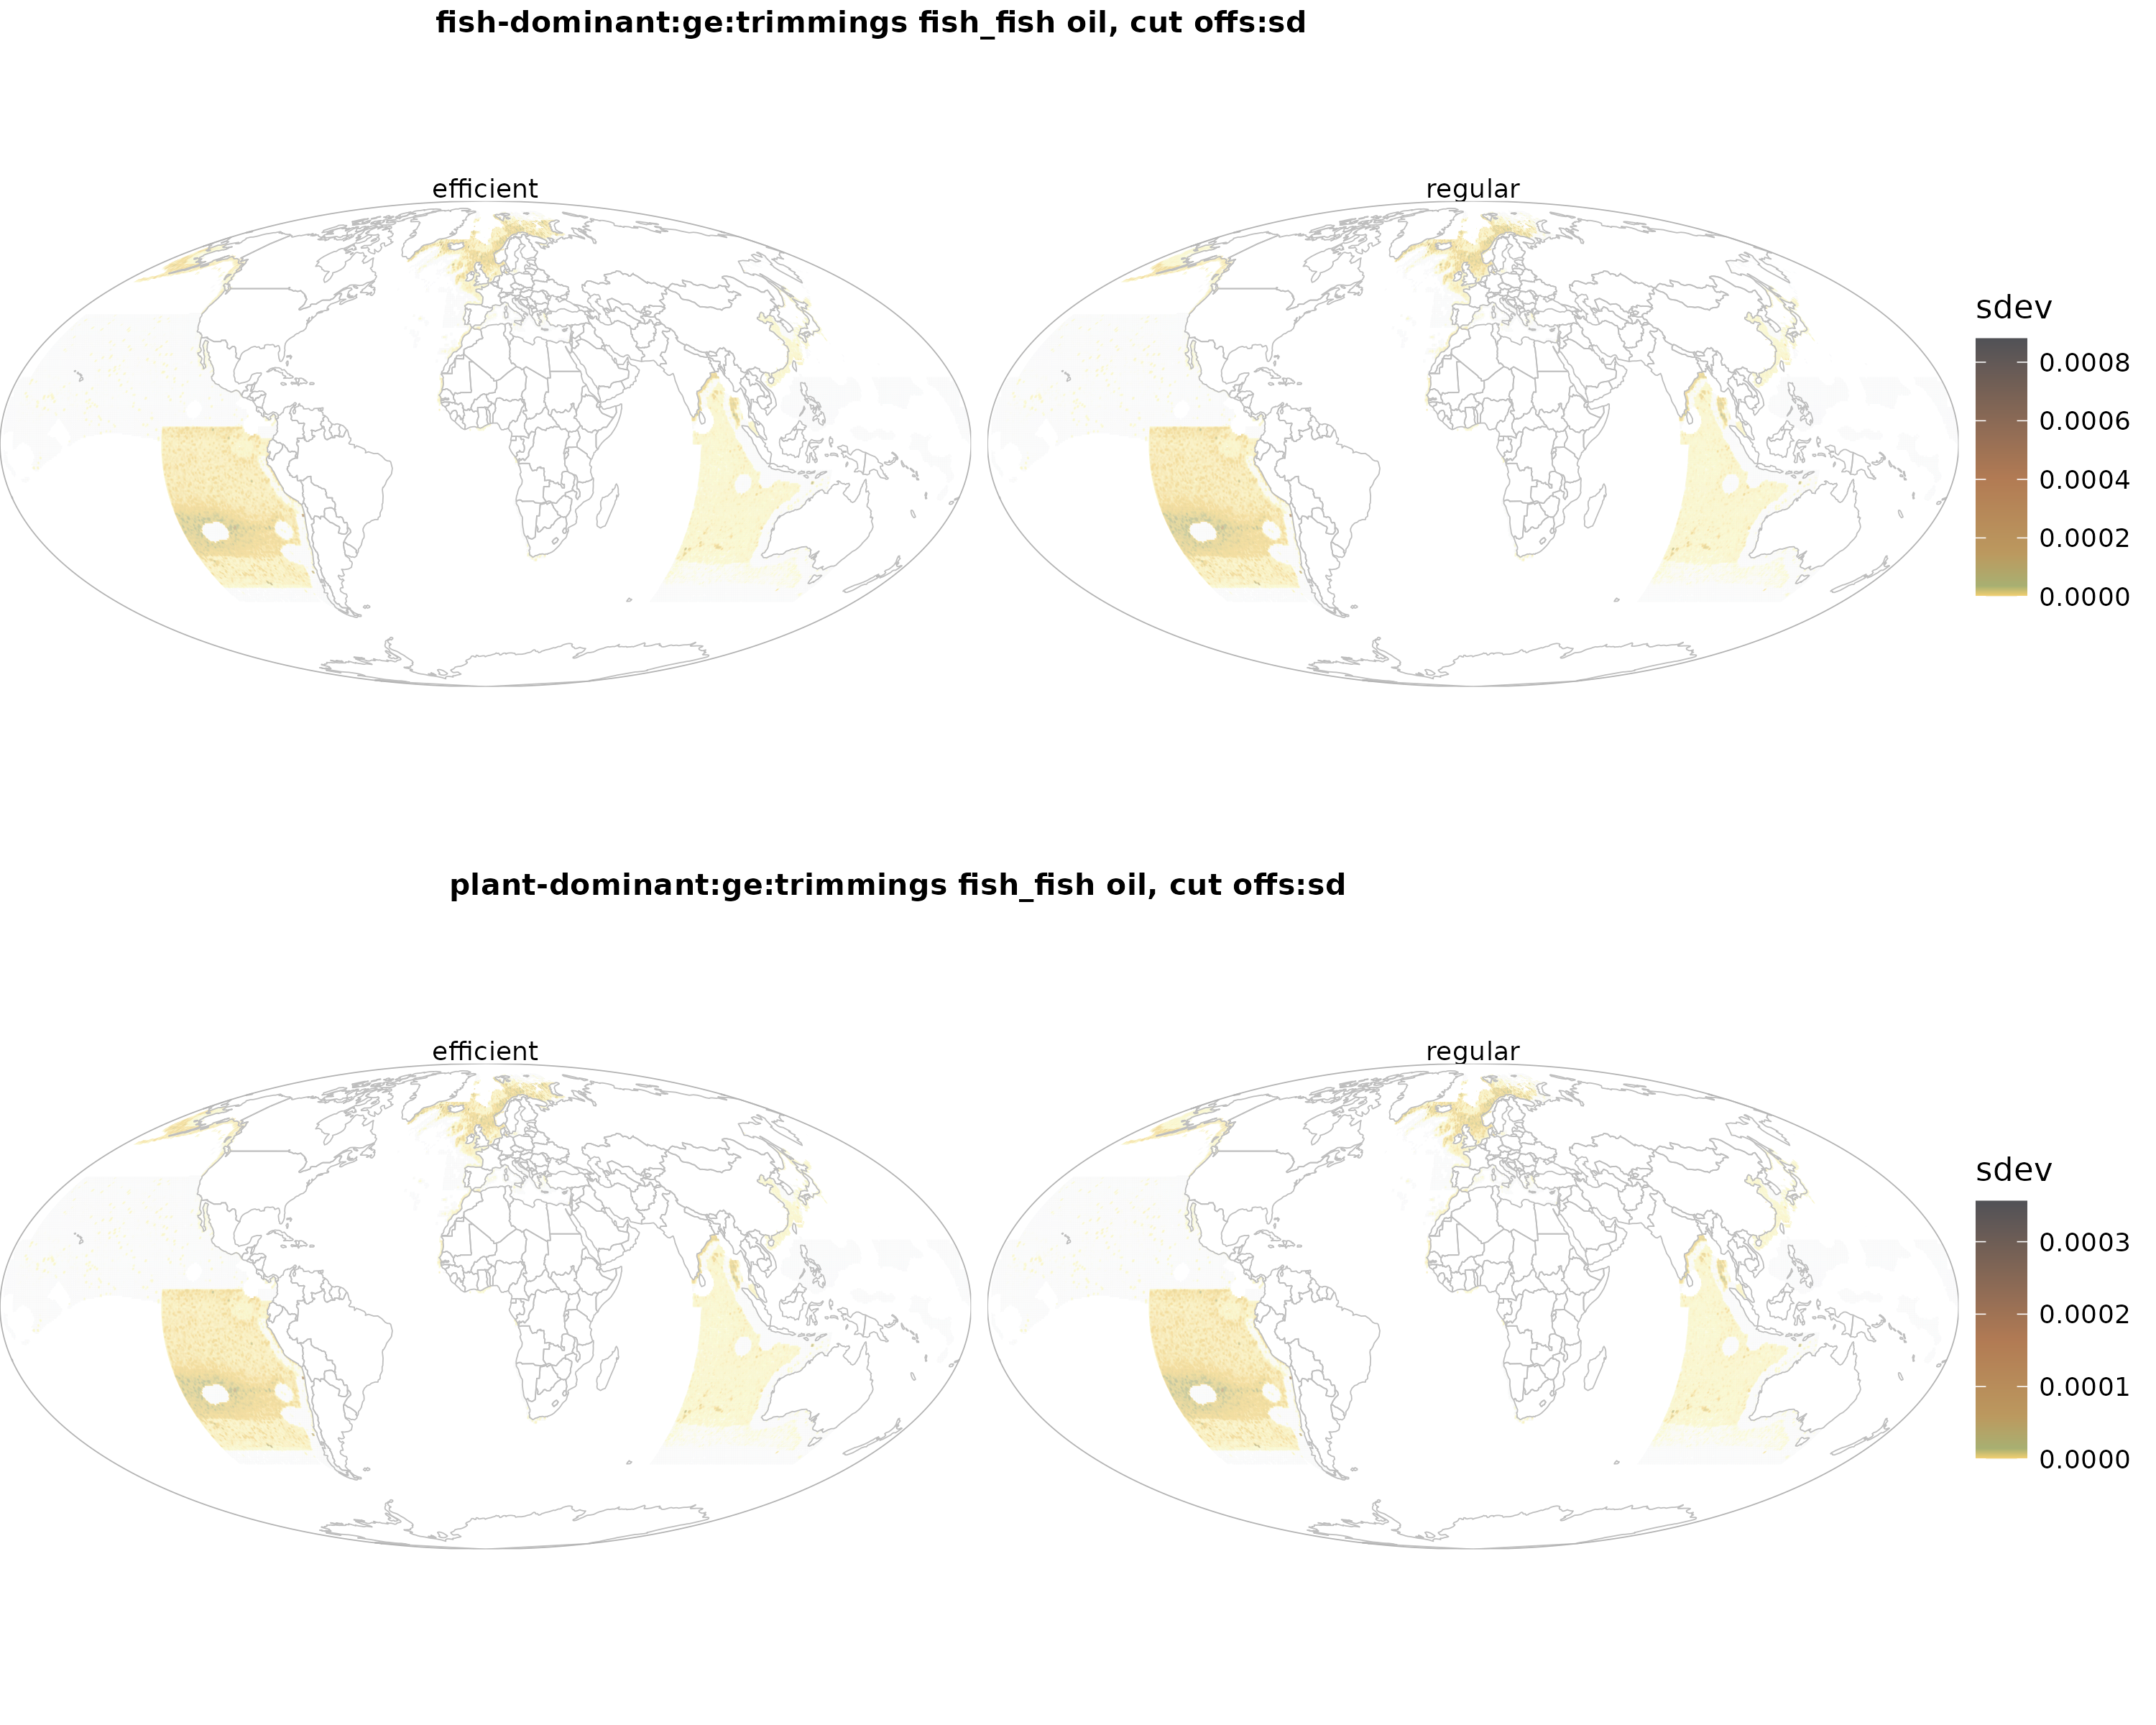 fish-dominant:ge:trimmings fish_fish oil, cut offs:sd
efficient
regular
sdev
0.0008
0.0006
0.0004
0.0002
0.0000
plant-dominant:ge:trimmings fish_fish oil, cut offs:sd
efficient
regular
sdev
0.0003
0.0002
0.0001
0.0000